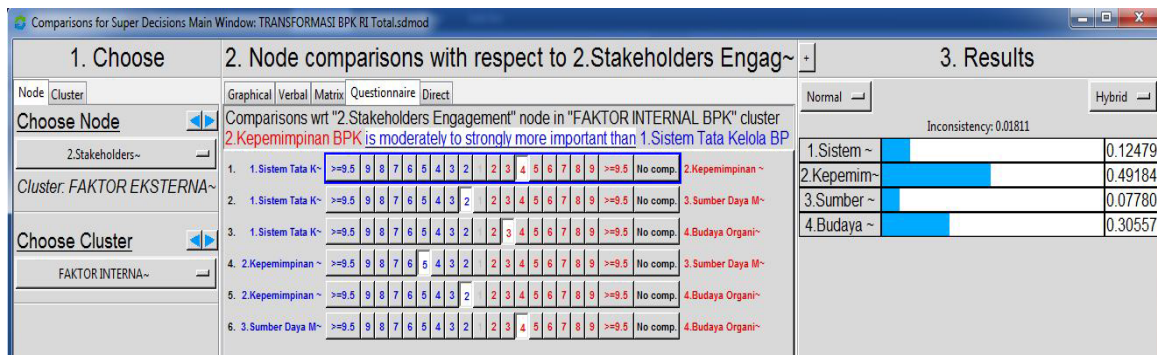 Comparisons for Super Decisions Main Window: TRANSFORMASI BPK RI Total.sdmod
1. Choose
Node Cluster
Choose Node
2.Stakeholders~
Cluster: FAKTOR EKSTERNA~
Choose Cluster
FAKTOR INTERNA~
2. Node comparisons with respect to 2.Stakeholders Engag~
Graphical Verbal Matrix Questionnaire Direct
Comparisons wrt "2.Stakeholders Engagement" node in "FAKTOR INTERNAL BPK" cluster
2.Kepemimpinan BPK is moderately to strongly more important than 1.Sistem Tata Kelola BP
1. 1.Sistem Tata K~ >=9.5 9 8 7 6 5 4 3 2 1 2 3 4 5 6 7 8 9 >=9.5 No comp. 2.Kepemimpinan ~
2. 1.Sistem Tata K~ >=9.5 9 8 7 6 5 4 3 2 1 2 3 4 5 6 7 8 9 >=9.5 No comp. 3.Sumber Daya M~
3. 1.Sistem Tata K~ >=9.5 9 8 7 6 5 4 3 2 1 2 3 4 5 6 7 8 9 >=9.5 No comp. 4.Budaya Organi~
4. 2.Kepemimpinan ~ >=9.5 9 8 7 6 5 4 3 2 1 2 3 4 5 6 7 8 9 >=9.5 No comp. 3.Sumber Daya M~
5. 2.Kepemimpinan ~ >=9.5 9 8 7 6 5 4 3 2 1 2 3 4 5 6 7 8 9 >=9.5 No comp. 4.Budaya Organi~
6. 3.Sumber Daya M~ >=9.5 9 8 7 6 5 4 3 2 1 2 3 4 5 6 7 8 9 >=9.5 No comp. 4.Budaya Organi~
+ 3. Results
Normal Hybrid
Inconsistency: 0.01811
1.Sistem ~ 0.12479
2.Kepemim~ 0.49184
3.Sumber ~ 0.07780
4.Budaya ~ 0.30557